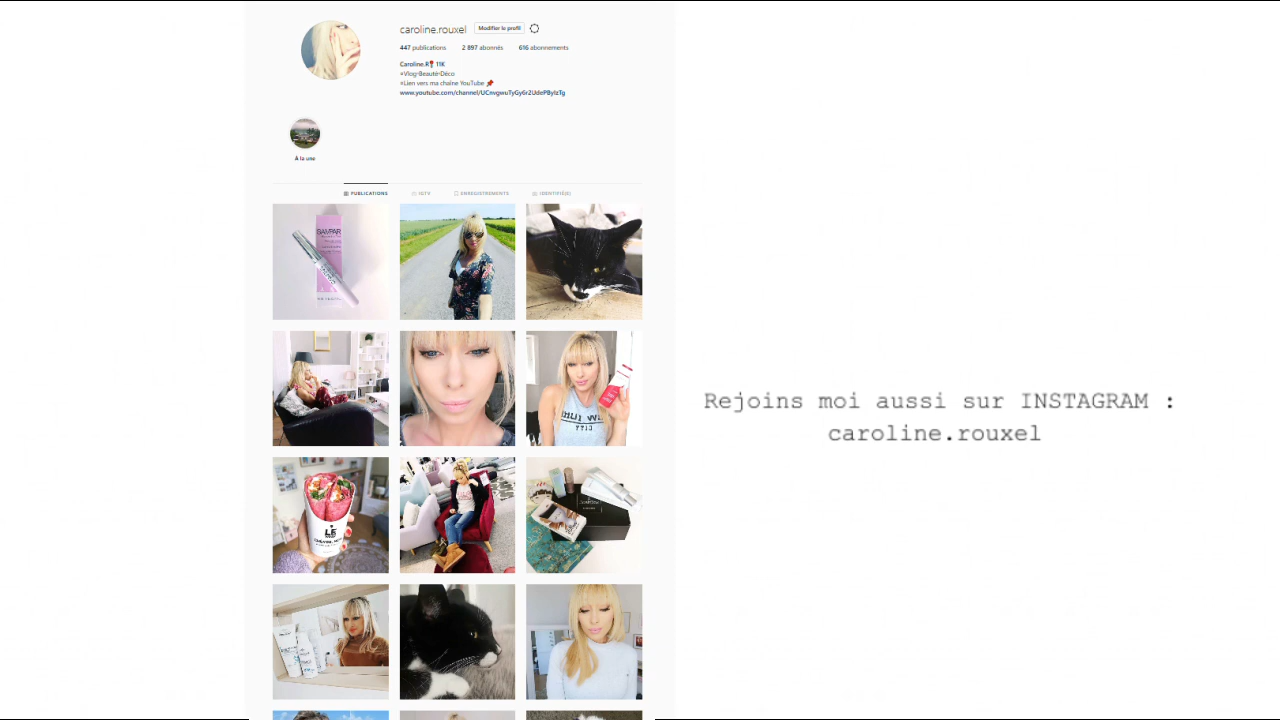 caroline.rouxel Modifier le profil
447 publications 2 897 abonnés 616 abonnements
Caroline.R📍11K
▫Vlog▫Beauté▫Déco
▫Lien vers ma chaîne YouTube 📌
À la une
PUBLICATIONS IGTV ENREGISTREMENTS IDENTIFIÉ(E)
Rejoins moi aussi sur INSTAGRAM :
caroline.rouxel